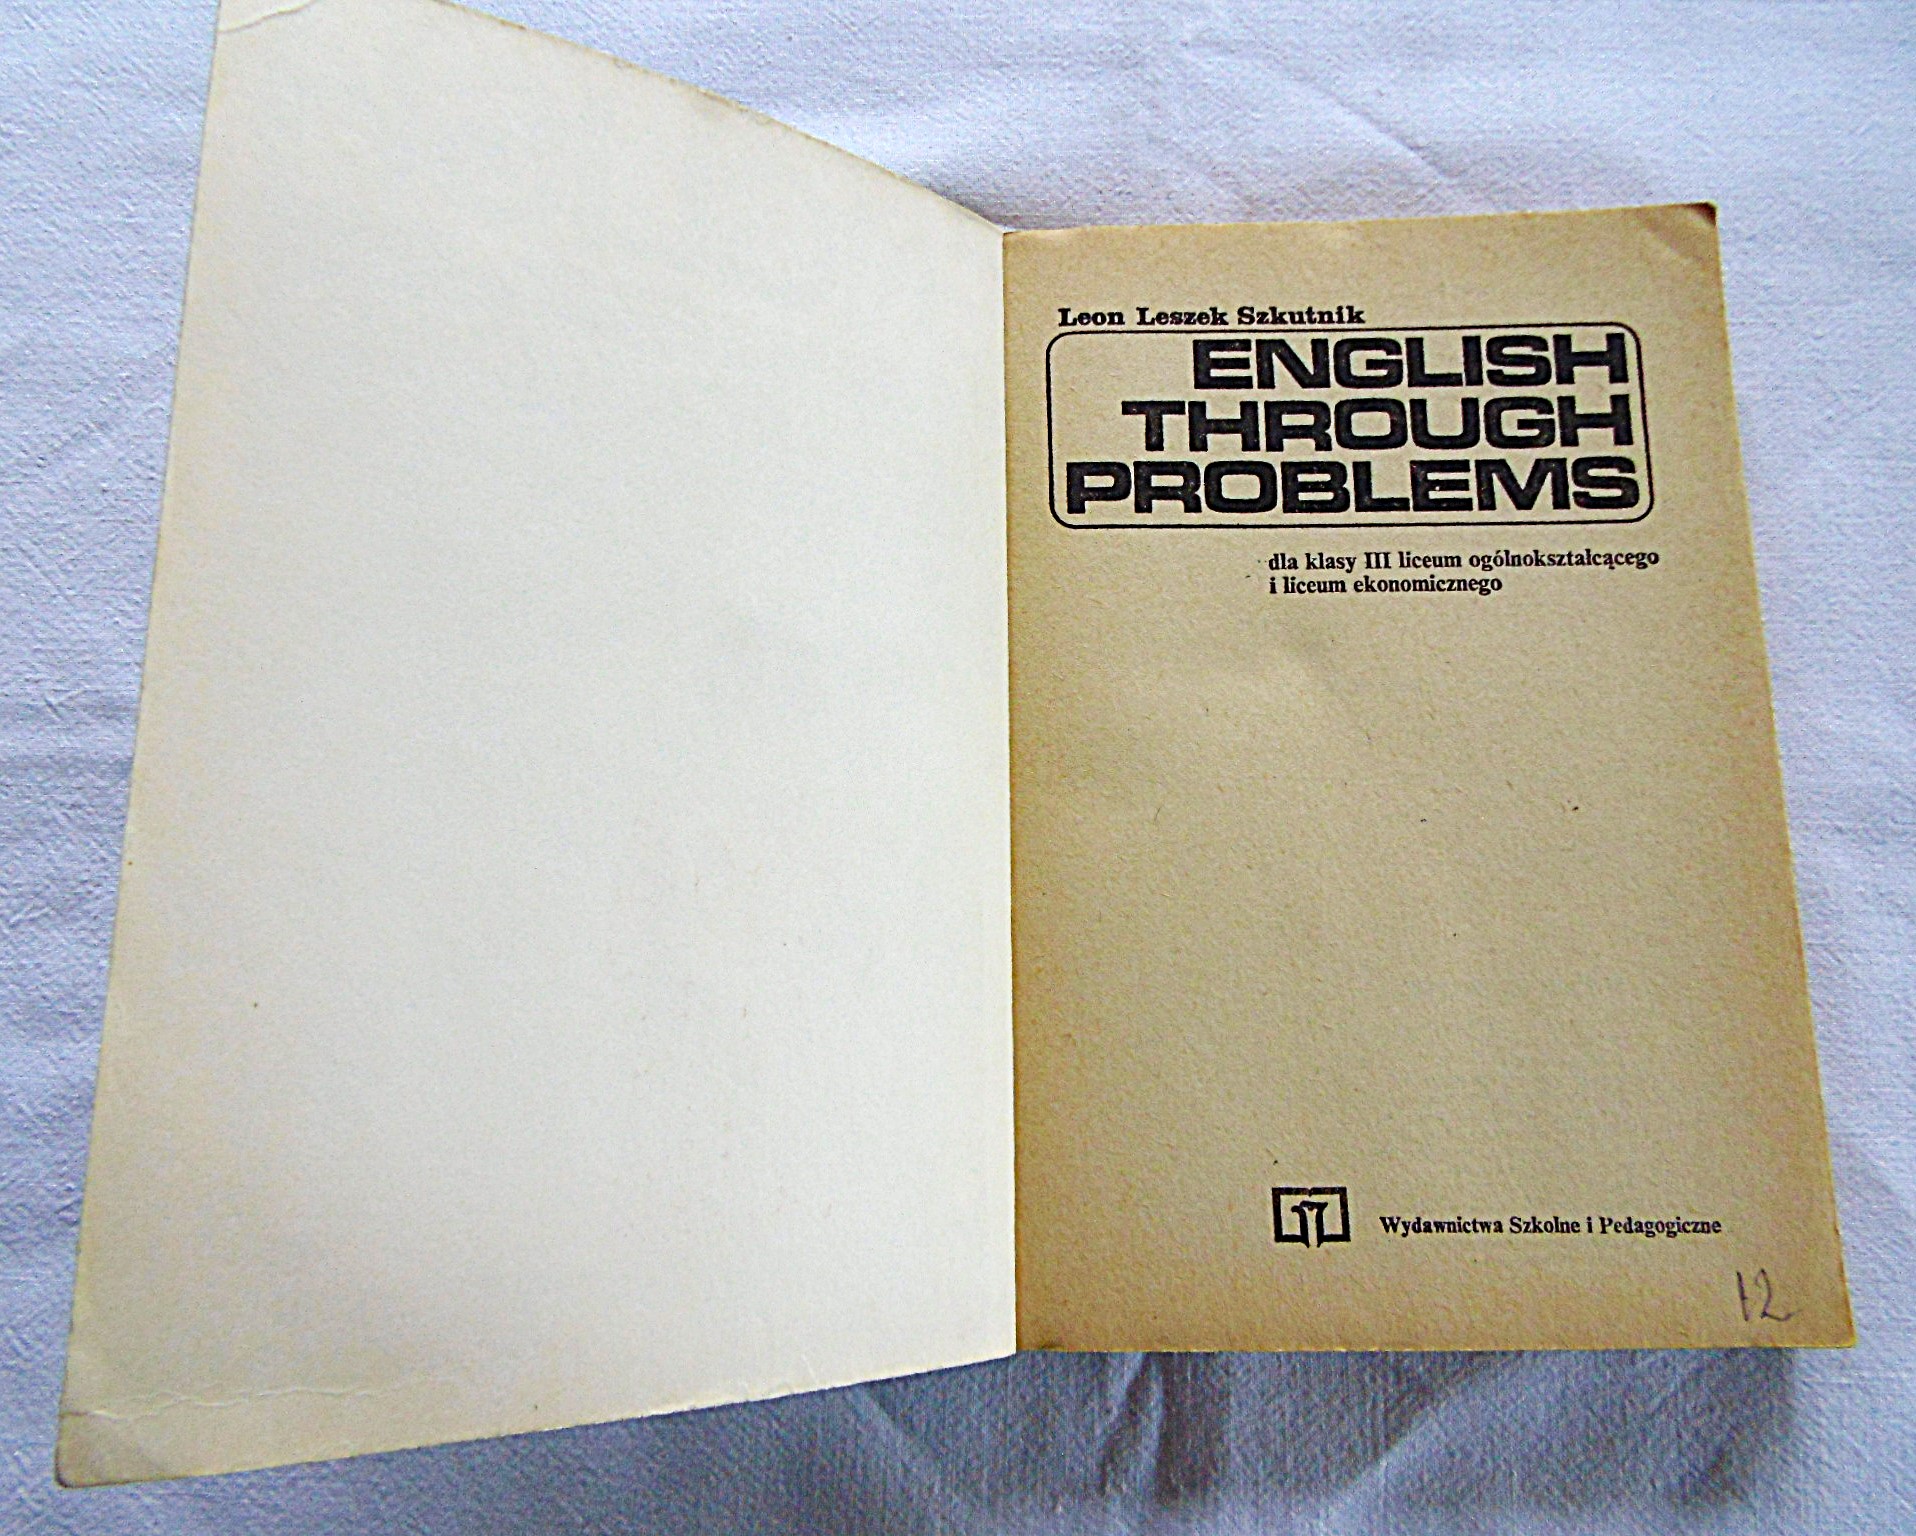 Leon Leszek Szkutnik
ENGLISH
THROUGH
PROBLEMS
dla klasy III liceum ogólnokształcącego
i liceum ekonomicznego
Wydawnictwa Szkolne i Pedagogiczne
12